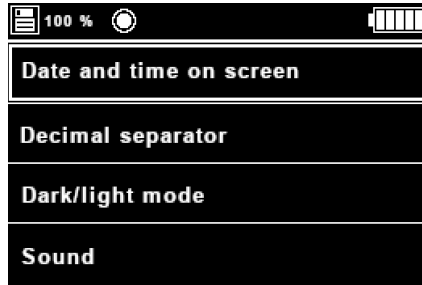 100 %
Date and time on screen
Decimal separator
Dark/light mode
Sound